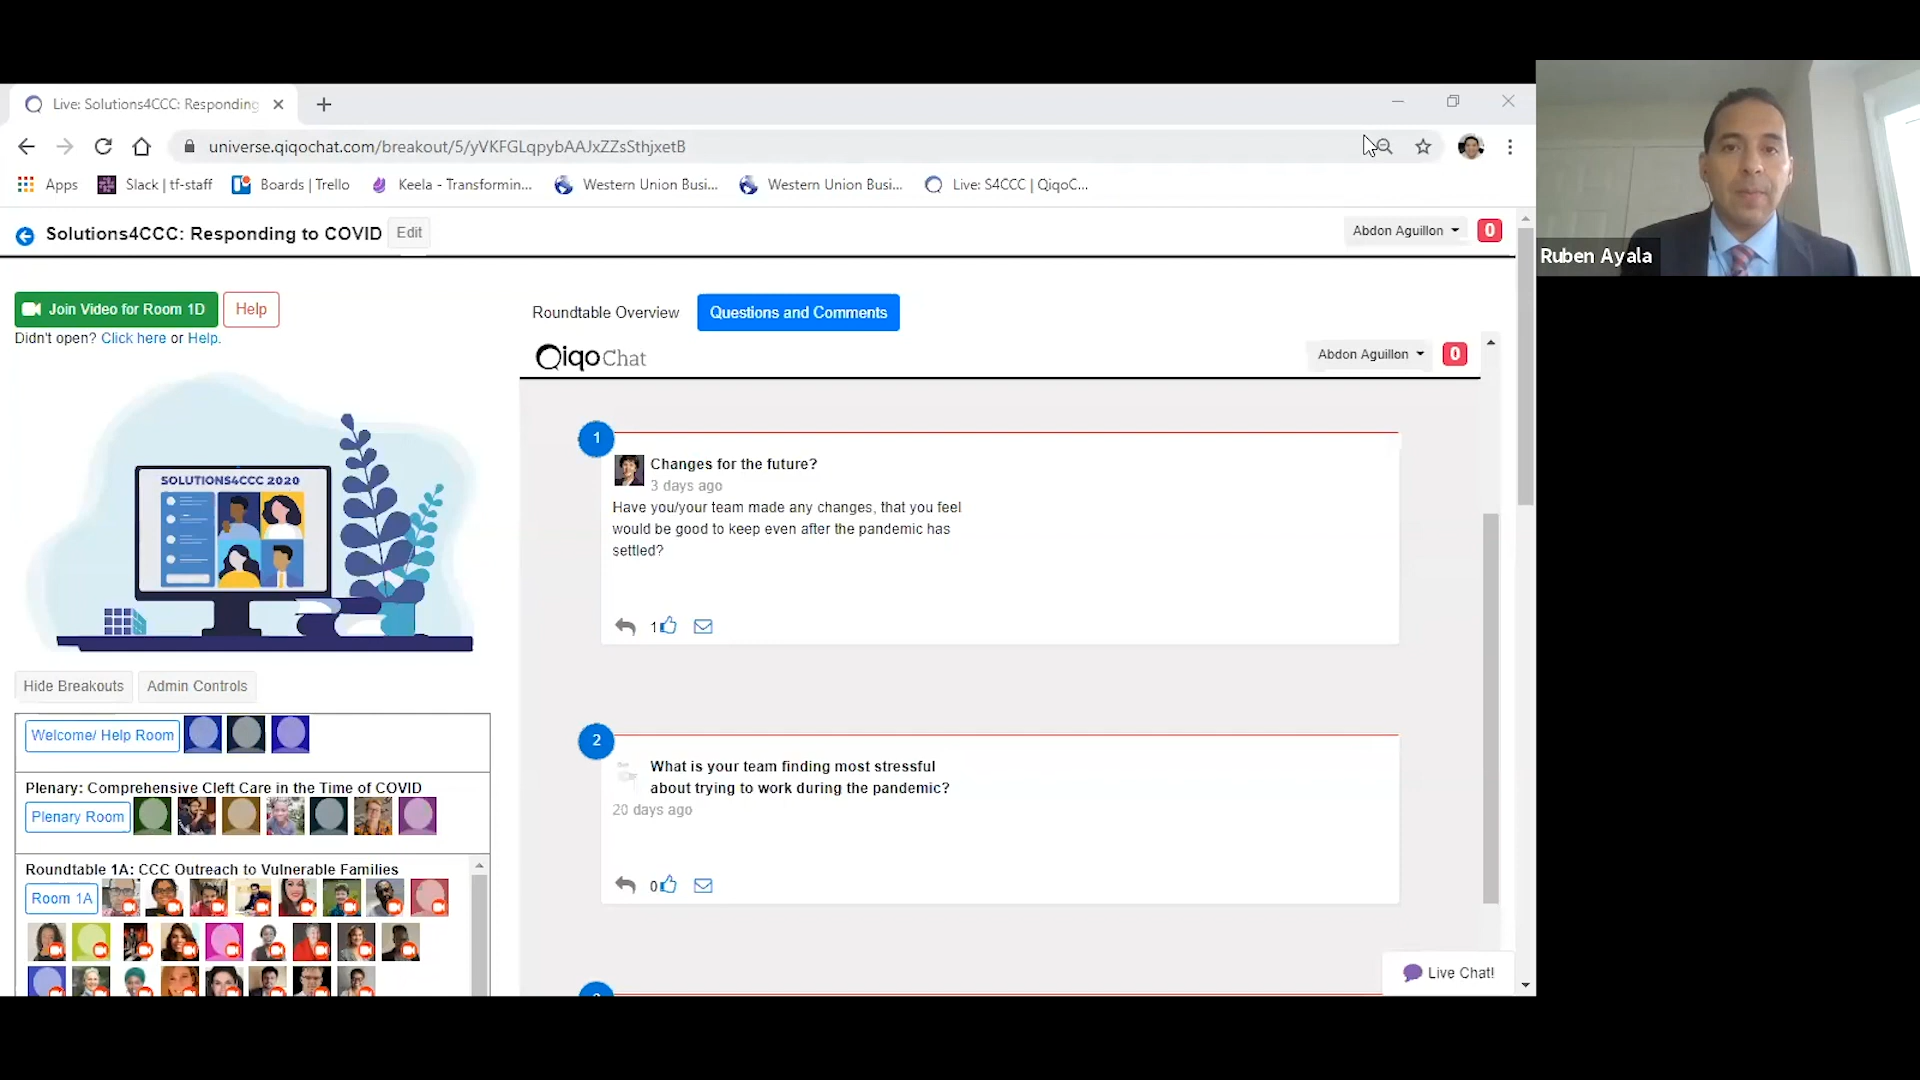 Live: Solutions4CCC: Responding
universe.qiqochat.com/breakout/5/yVKFGLqpybAAJxZZsSthjxetB
Apps
Slack | tf-staff
Boards | Trello
Keela - Transformin...
Western Union Busi...
Western Union Busi...
Live: S4CCC | QiqoC...
Solutions4CCC: Responding to COVID
Edit
Abdon Aguillon
0
Ruben Ayala
Join Video for Room 1D
Help
Didn't open? Click here or Help.
Roundtable Overview
Questions and Comments
QiqoChat
Abdon Aguillon
0
SOLUTIONS4CCC 2020
1
Changes for the future?
3 days ago
Have you/your team made any changes, that you feel
would be good to keep even after the pandemic has
settled?
1
Hide Breakouts
Admin Controls
Welcome/ Help Room
Plenary: Comprehensive Cleft Care in the Time of COVID
Plenary Room
Roundtable 1A: CCC Outreach to Vulnerable Families
Room 1A
2
What is your team finding most stressful
about trying to work during the pandemic?
20 days ago
0
Live Chat!